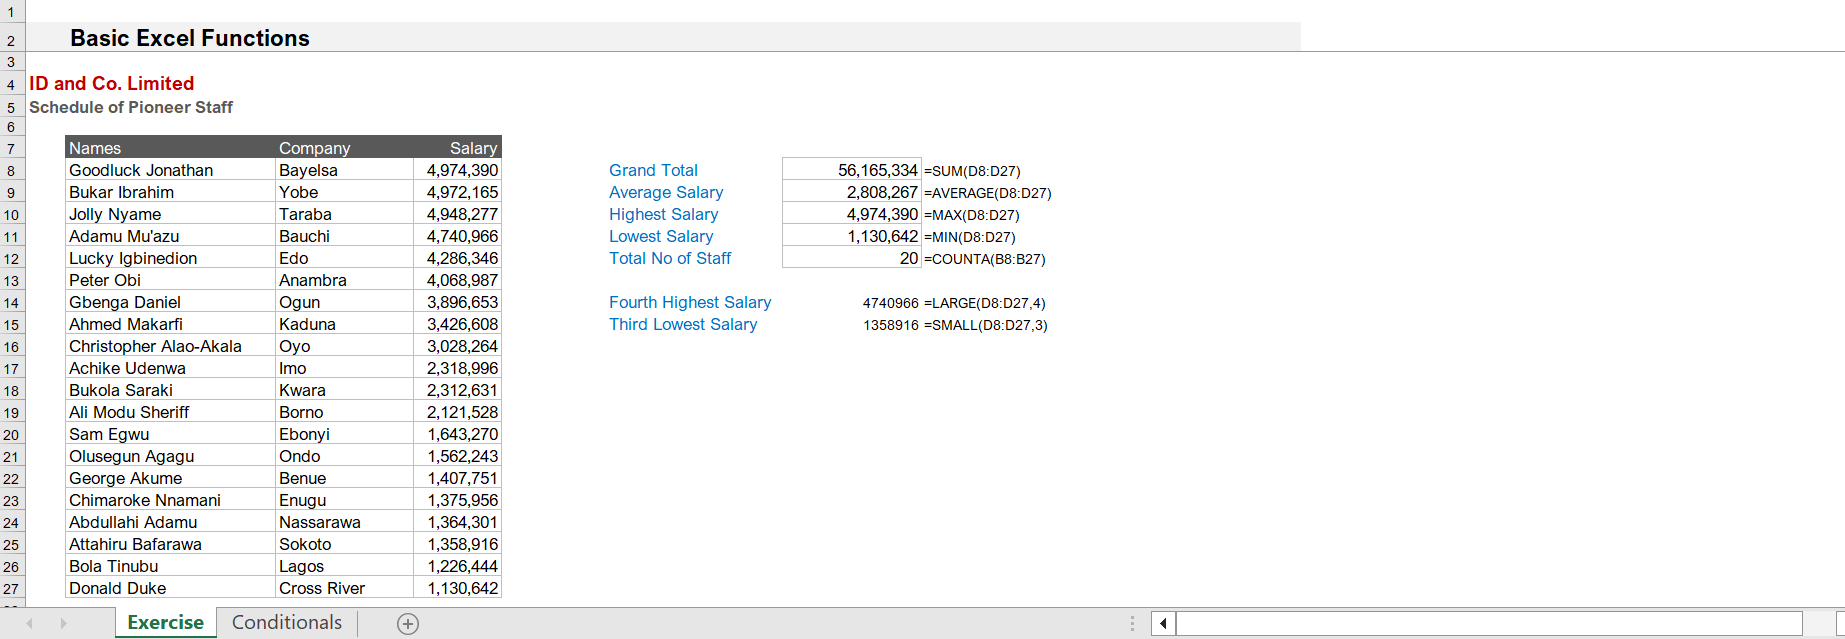 1
2 Basic Excel Functions
3
4 ID and Co. Limited
5 Schedule of Pioneer Staff
6
7 Names Company Salary
8 Goodluck Jonathan Bayelsa 4,974,390 Grand Total 56,165,334 =SUM(D8:D27)
9 Bukar Ibrahim Yobe 4,972,165 Average Salary 2,808,267 =AVERAGE(D8:D27)
10 Jolly Nyame Taraba 4,948,277 Highest Salary 4,974,390 =MAX(D8:D27)
11 Adamu Mu'azu Bauchi 4,740,966 Lowest Salary 1,130,642 =MIN(D8:D27)
12 Lucky Igbinedion Edo 4,286,346 Total No of Staff 20 =COUNTA(B8:B27)
13 Peter Obi Anambra 4,068,987
14 Gbenga Daniel Ogun 3,896,653 Fourth Highest Salary 4740966 =LARGE(D8:D27,4)
15 Ahmed Makarfi Kaduna 3,426,608 Third Lowest Salary 1358916 =SMALL(D8:D27,3)
16 Christopher Alao-Akala Oyo 3,028,264
17 Achike Udenwa Imo 2,318,996
18 Bukola Saraki Kwara 2,312,631
19 Ali Modu Sheriff Borno 2,121,528
20 Sam Egwu Ebonyi 1,643,270
21 Olusegun Agagu Ondo 1,562,243
22 George Akume Benue 1,407,751
23 Chimaroke Nnamani Enugu 1,375,956
24 Abdullahi Adamu Nassarawa 1,364,301
25 Attahiru Bafarawa Sokoto 1,358,916
26 Bola Tinubu Lagos 1,226,444
27 Donald Duke Cross River 1,130,642
Exercise Conditionals